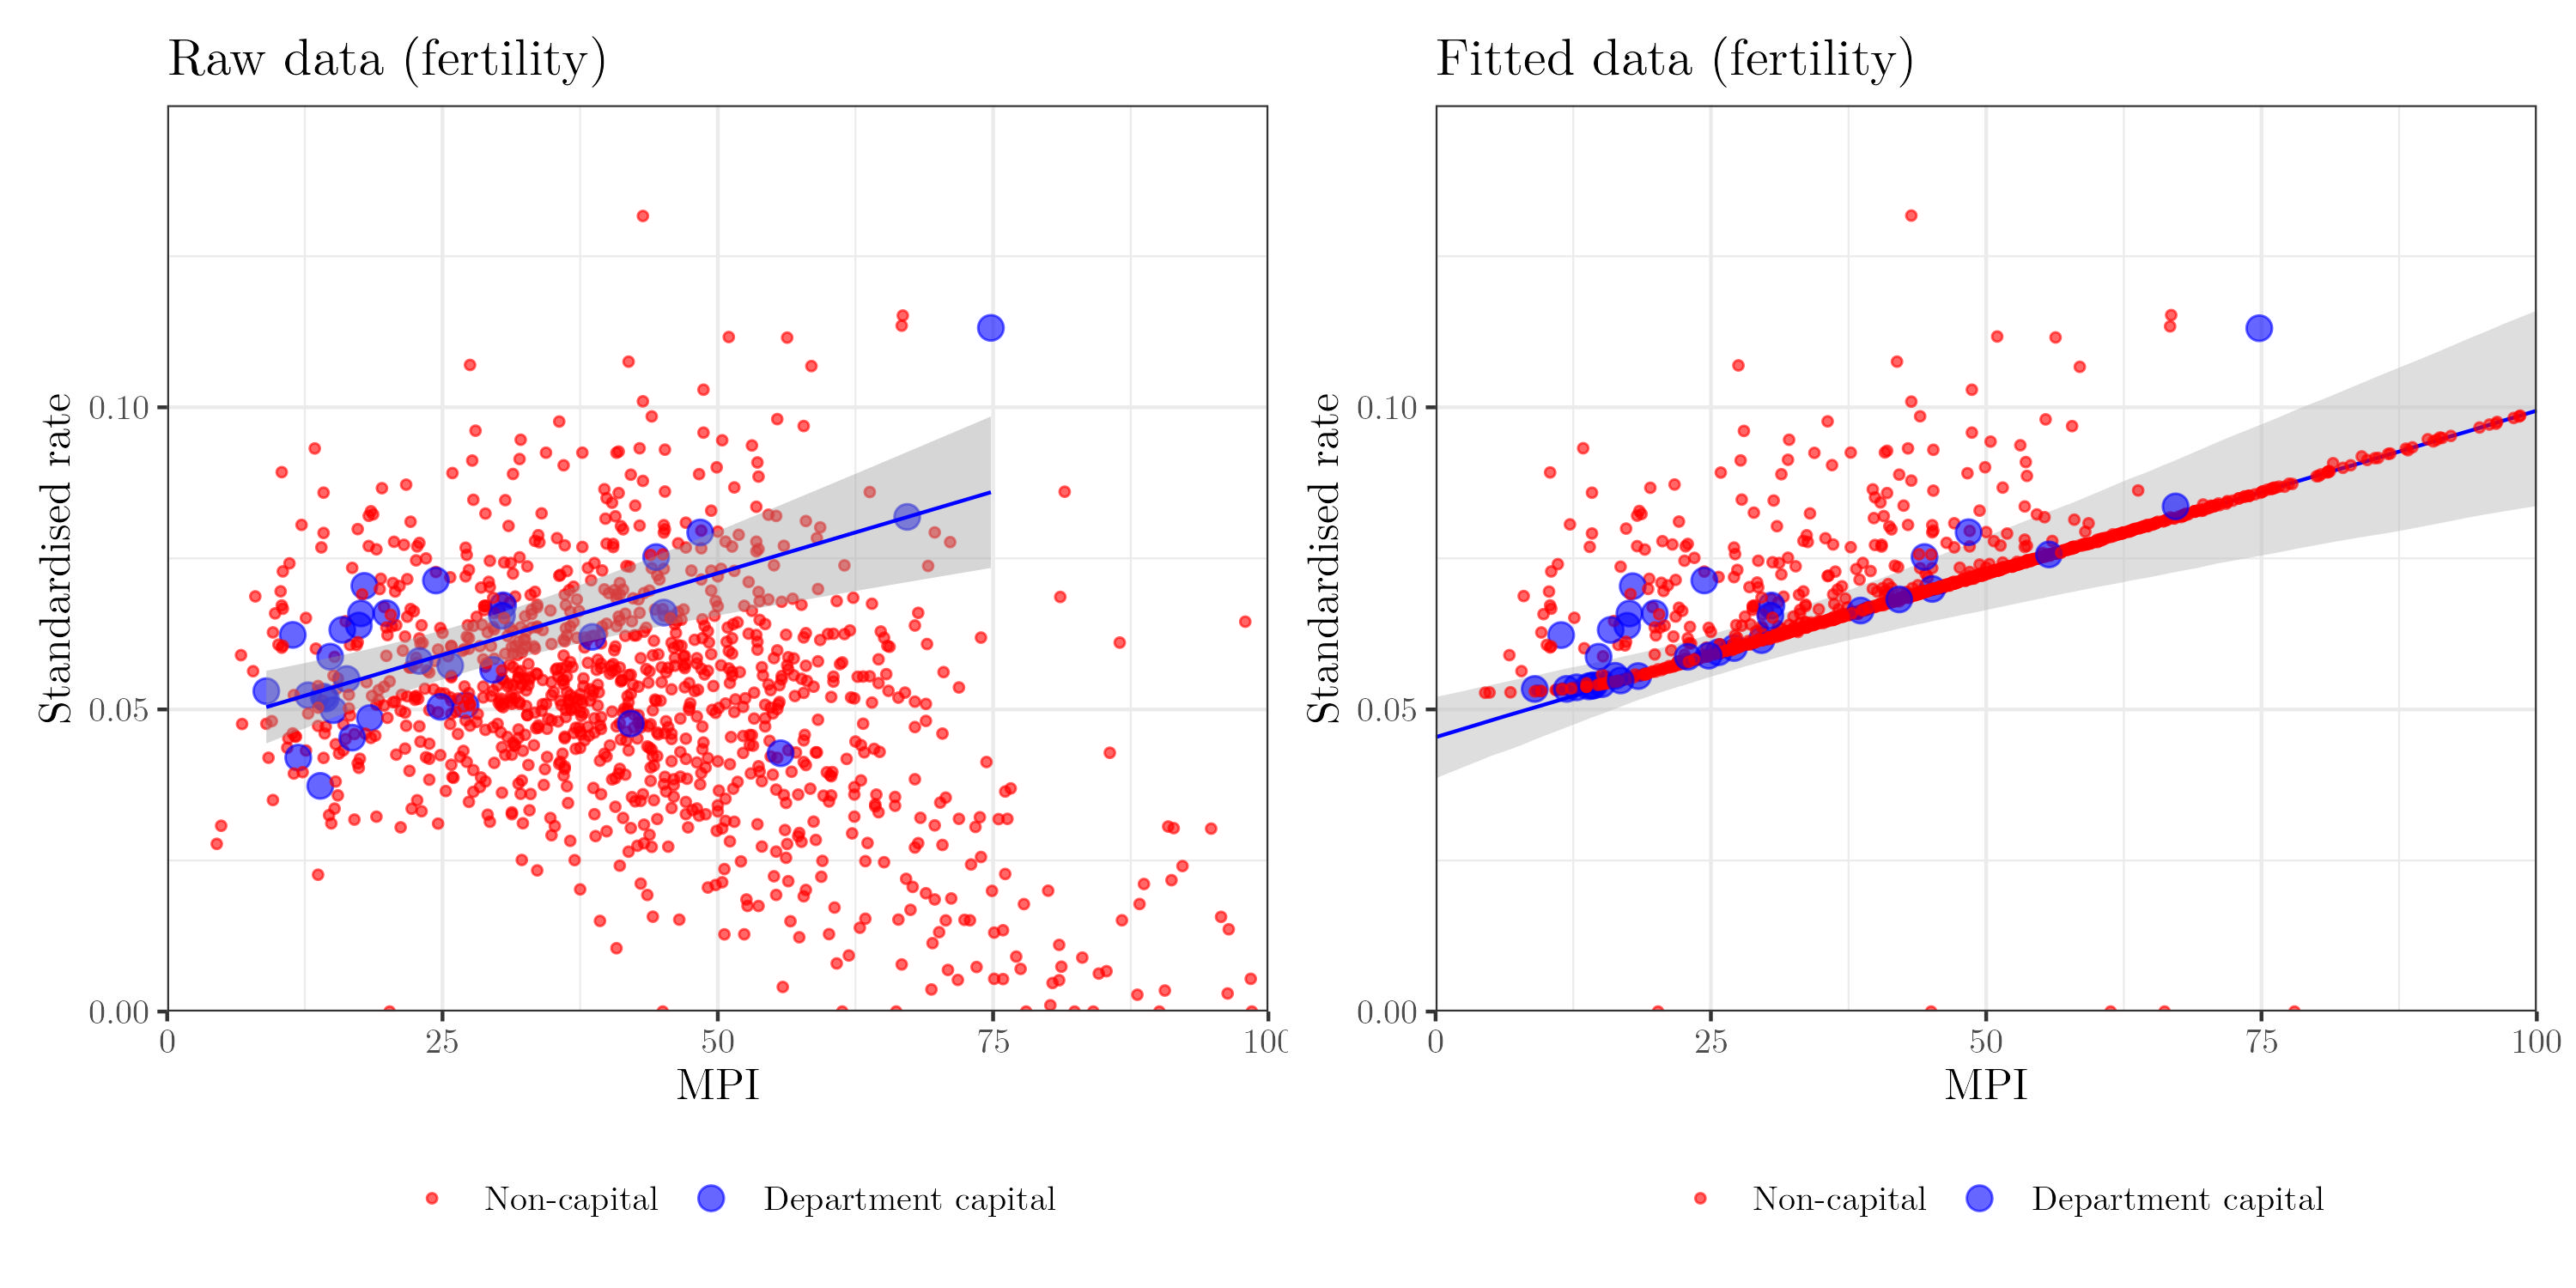 Raw data (fertility)
Standardised rate
0.10
0.05
0.00
0 25 50 75 100
MPI
Non-capital Department capital
Fitted data (fertility)
Standardised rate
0.10
0.05
0.00
0 25 50 75 100
MPI
Non-capital Department capital